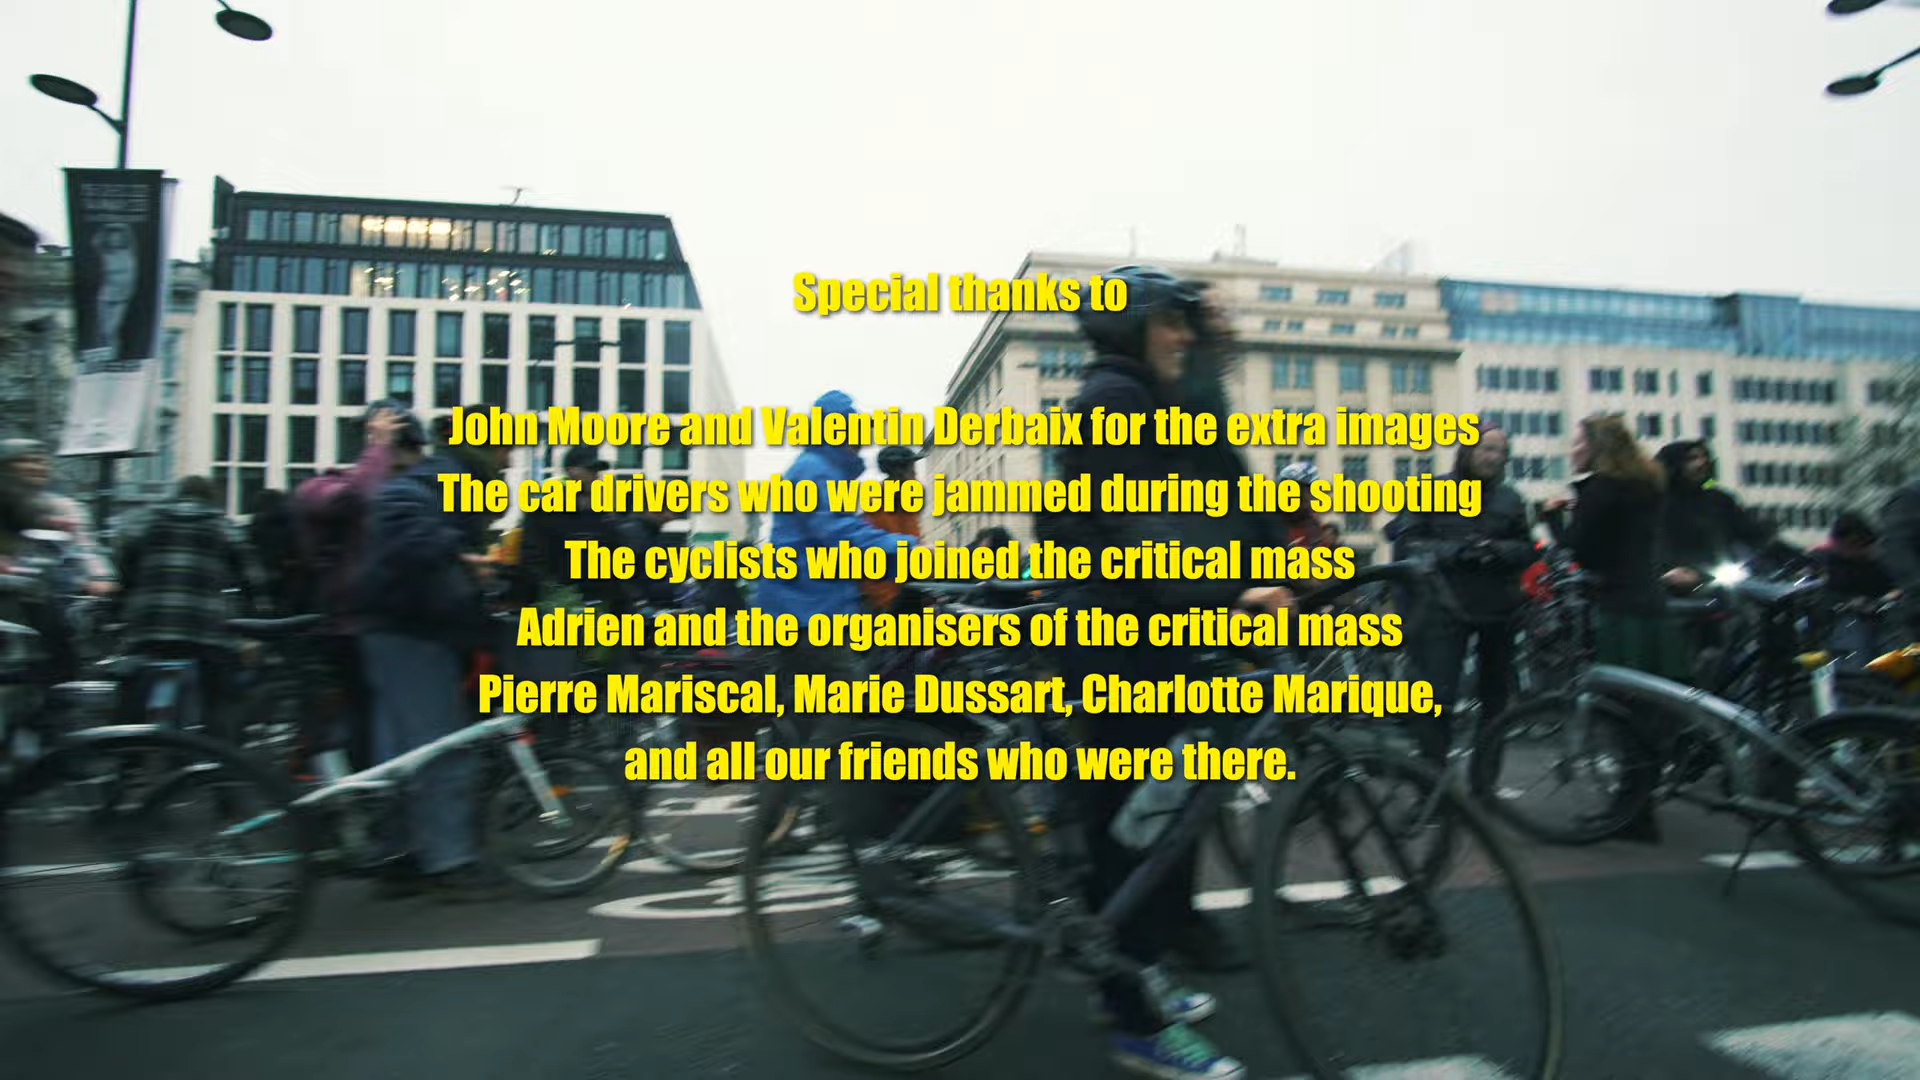 Special thanks to
John Moore and Valentin Derbaix for the extra images
The car drivers who were jammed during the shooting
The cyclists who joined the critical mass
Adrien and the organisers of the critical mass
Pierre Mariscal, Marie Dussart, Charlotte Marique,
and all our friends who were there.